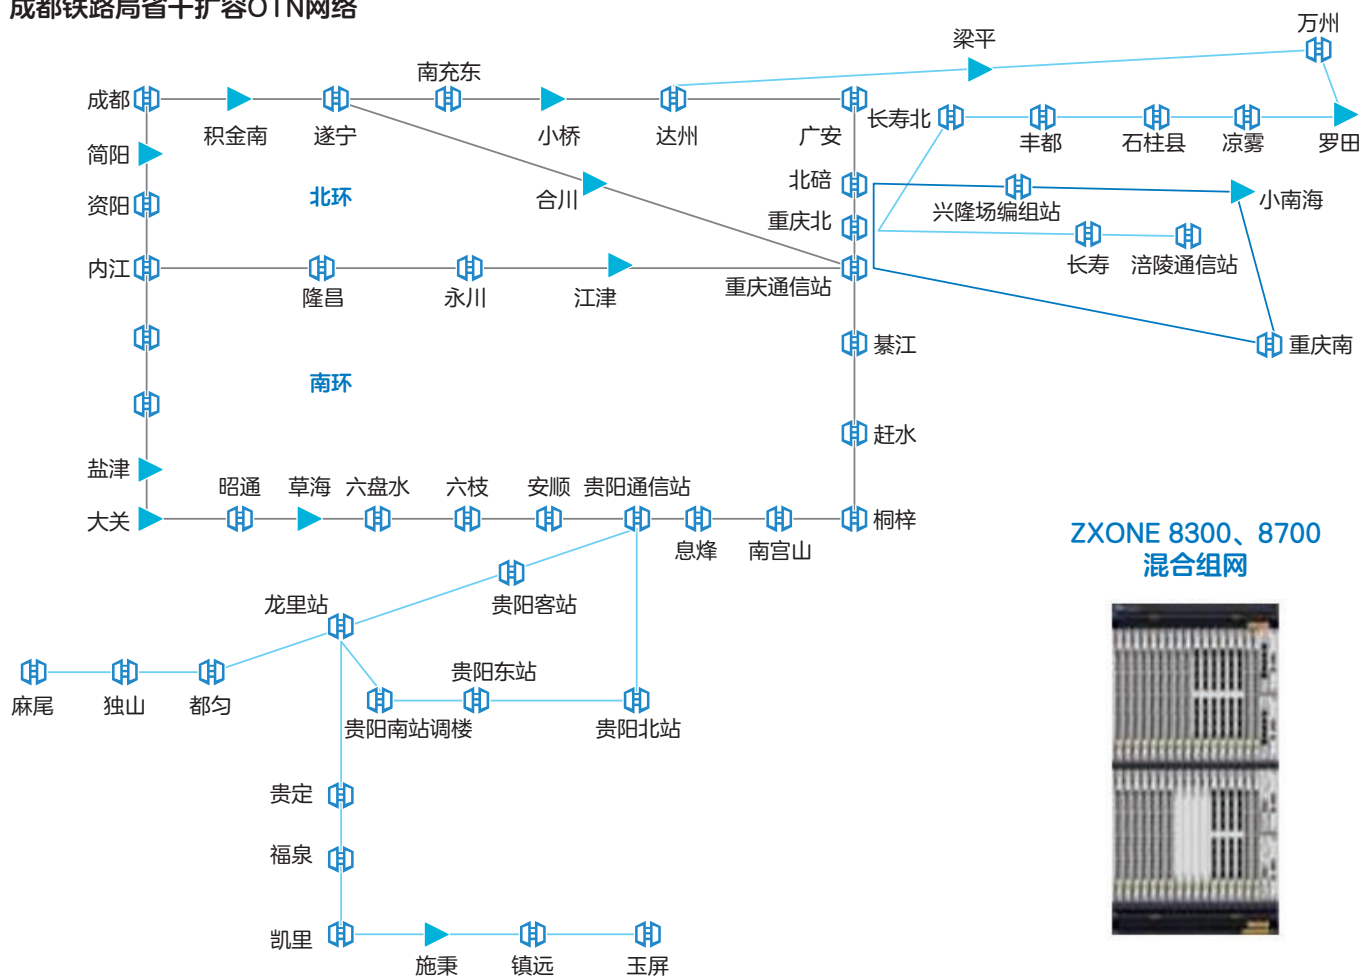 成都铁路局省干扩容OTN网络
万州
梁平
南充东
成都
积金南
遂宁
小桥
达州
广安
长寿北
丰都
石柱县
凉雾
罗田
简阳
北碚
资阳
北环
合川
重庆北
兴隆场编组站
小南海
长寿
涪陵通信站
内江
隆昌
永川
江津
重庆通信站
綦江
重庆南
南环
赶水
盐津
昭通
草海
六盘水
六枝
安顺
贵阳通信站
大关
息烽
南宫山
桐梓
ZXONE 8300、8700
混合组网
贵阳客站
龙里站
贵阳东站
麻尾
独山
都匀
贵阳南站调楼
贵阳北站
贵定
福泉
凯里
施秉
镇远
玉屏